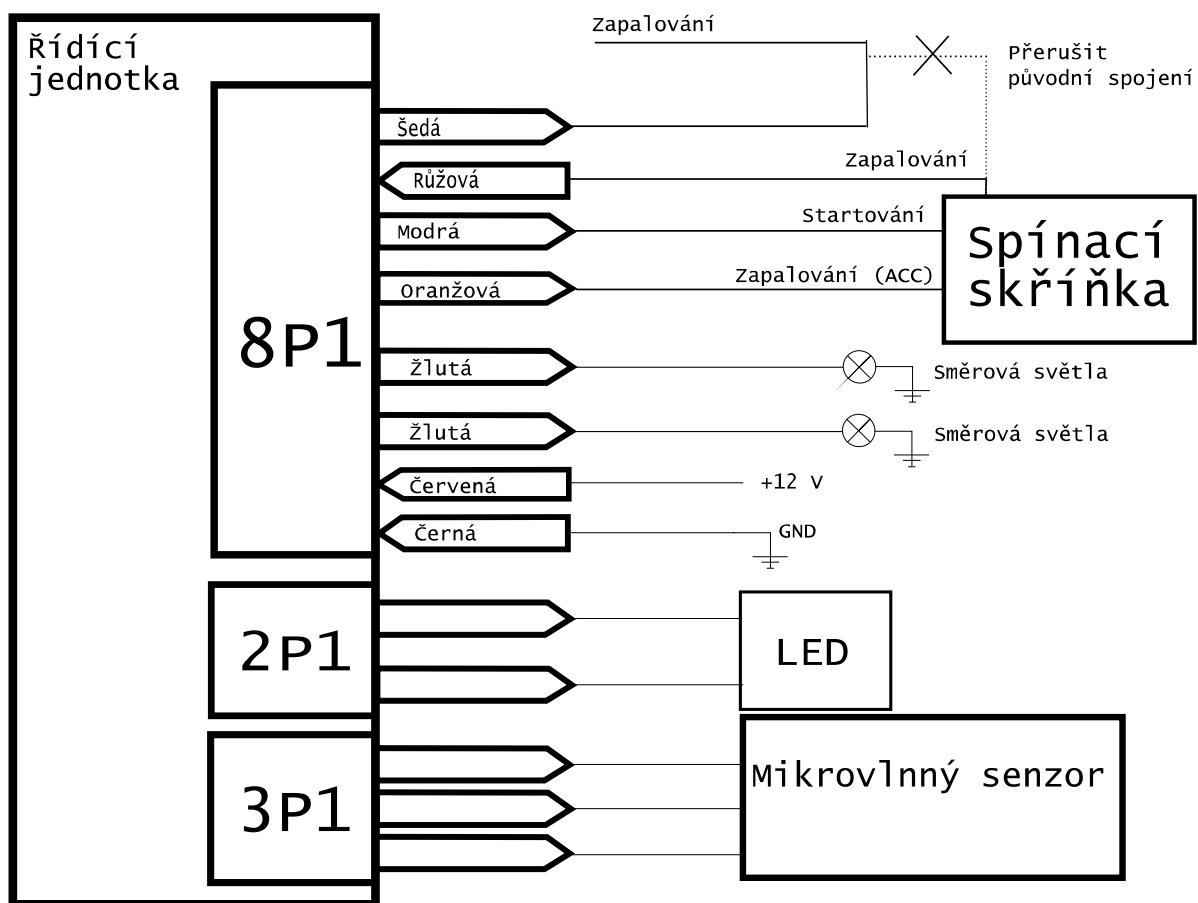 Řídící
jednotka
Zapalování
Přerušit
původní spojení
8P1
Šedá
Růžová
Zapalování
Modrá
Startování
Oranžová
Zapalování (ACC)
Spínací
skříňka
Žlutá
Směrová světla
Žlutá
Směrová světla
Červená
+12 V
Černá
GND
2P1
LED
3P1
Mikrovlnný senzor